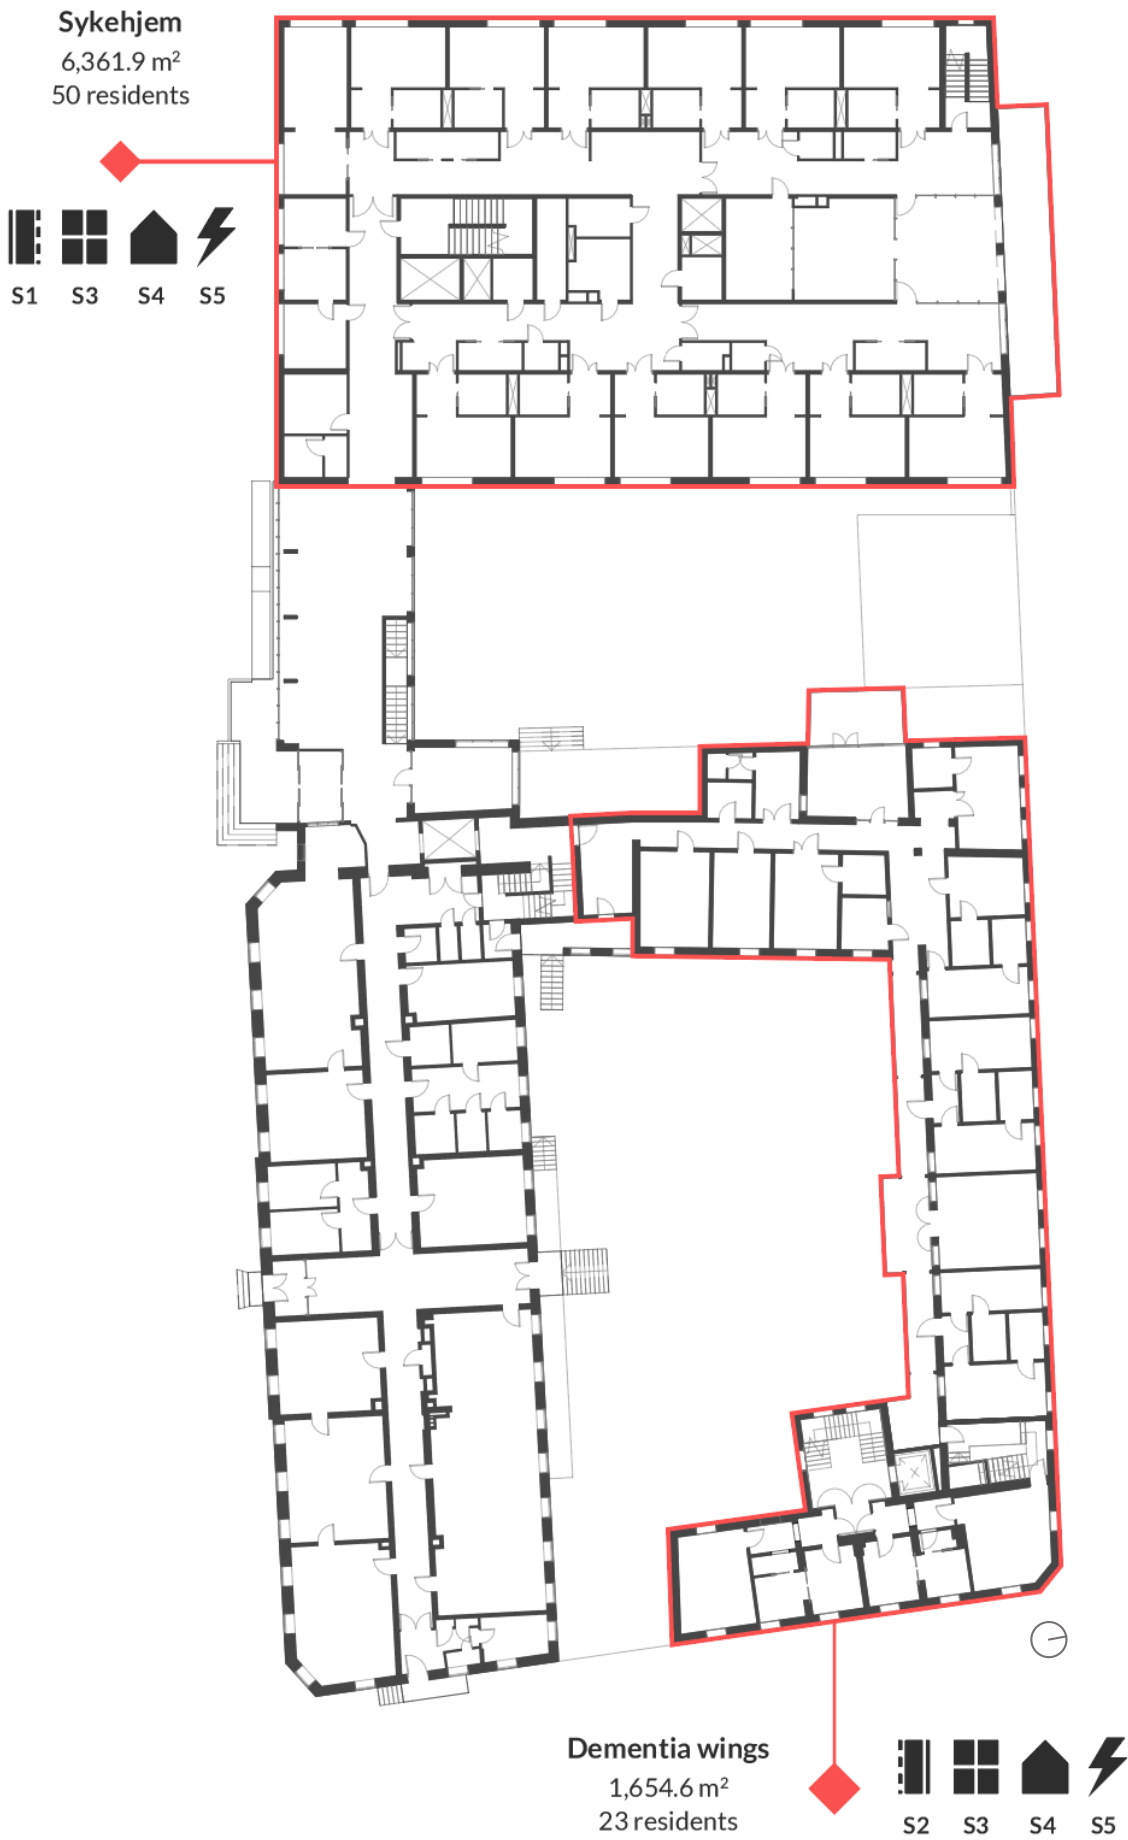 Sykehjem
6,361.9 m²
50 residents
S1 S3 S4 S5
Dementia wings
1,654.6 m²
23 residents
S2 S3 S4 S5